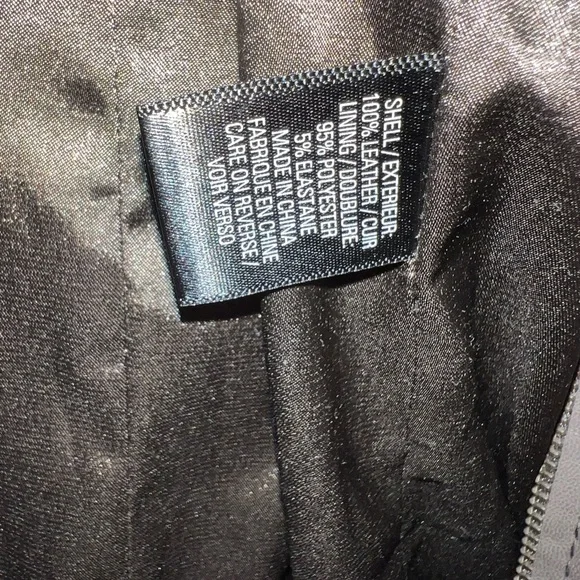 SHELL / EXTERIEUR
100% LEATHER / CUIR
LINING / DOUBLURE
95% POLYESTER
5% ELASTANE
MADE IN CHINA
FABRIQUE EN CHINE
CARE ON REVERSE /
VOIR VERSO